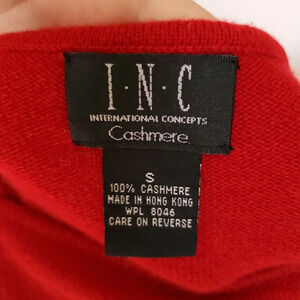 I·N·C
INTERNATIONAL CONCEPTS
Cashmere
S
100% CASHMERE
MADE IN HONG KONG
WPL 8046
CARE ON REVERSE